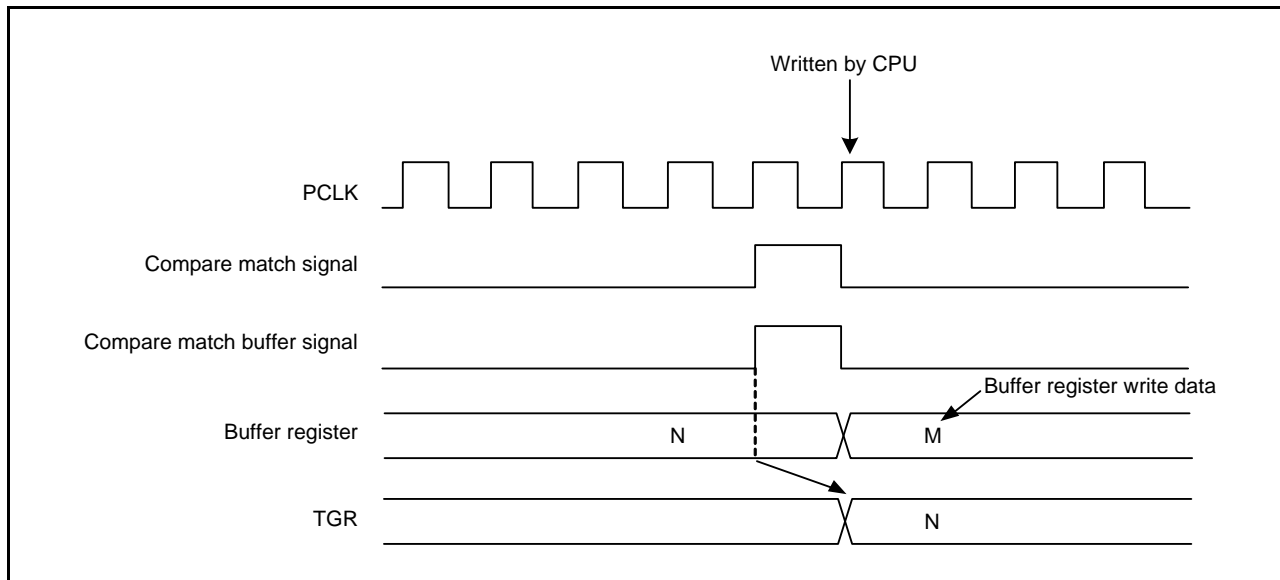 Written by CPU
PCLK
Compare match signal
Compare match buffer signal
Buffer register write data
Buffer register
N
M
TGR
N